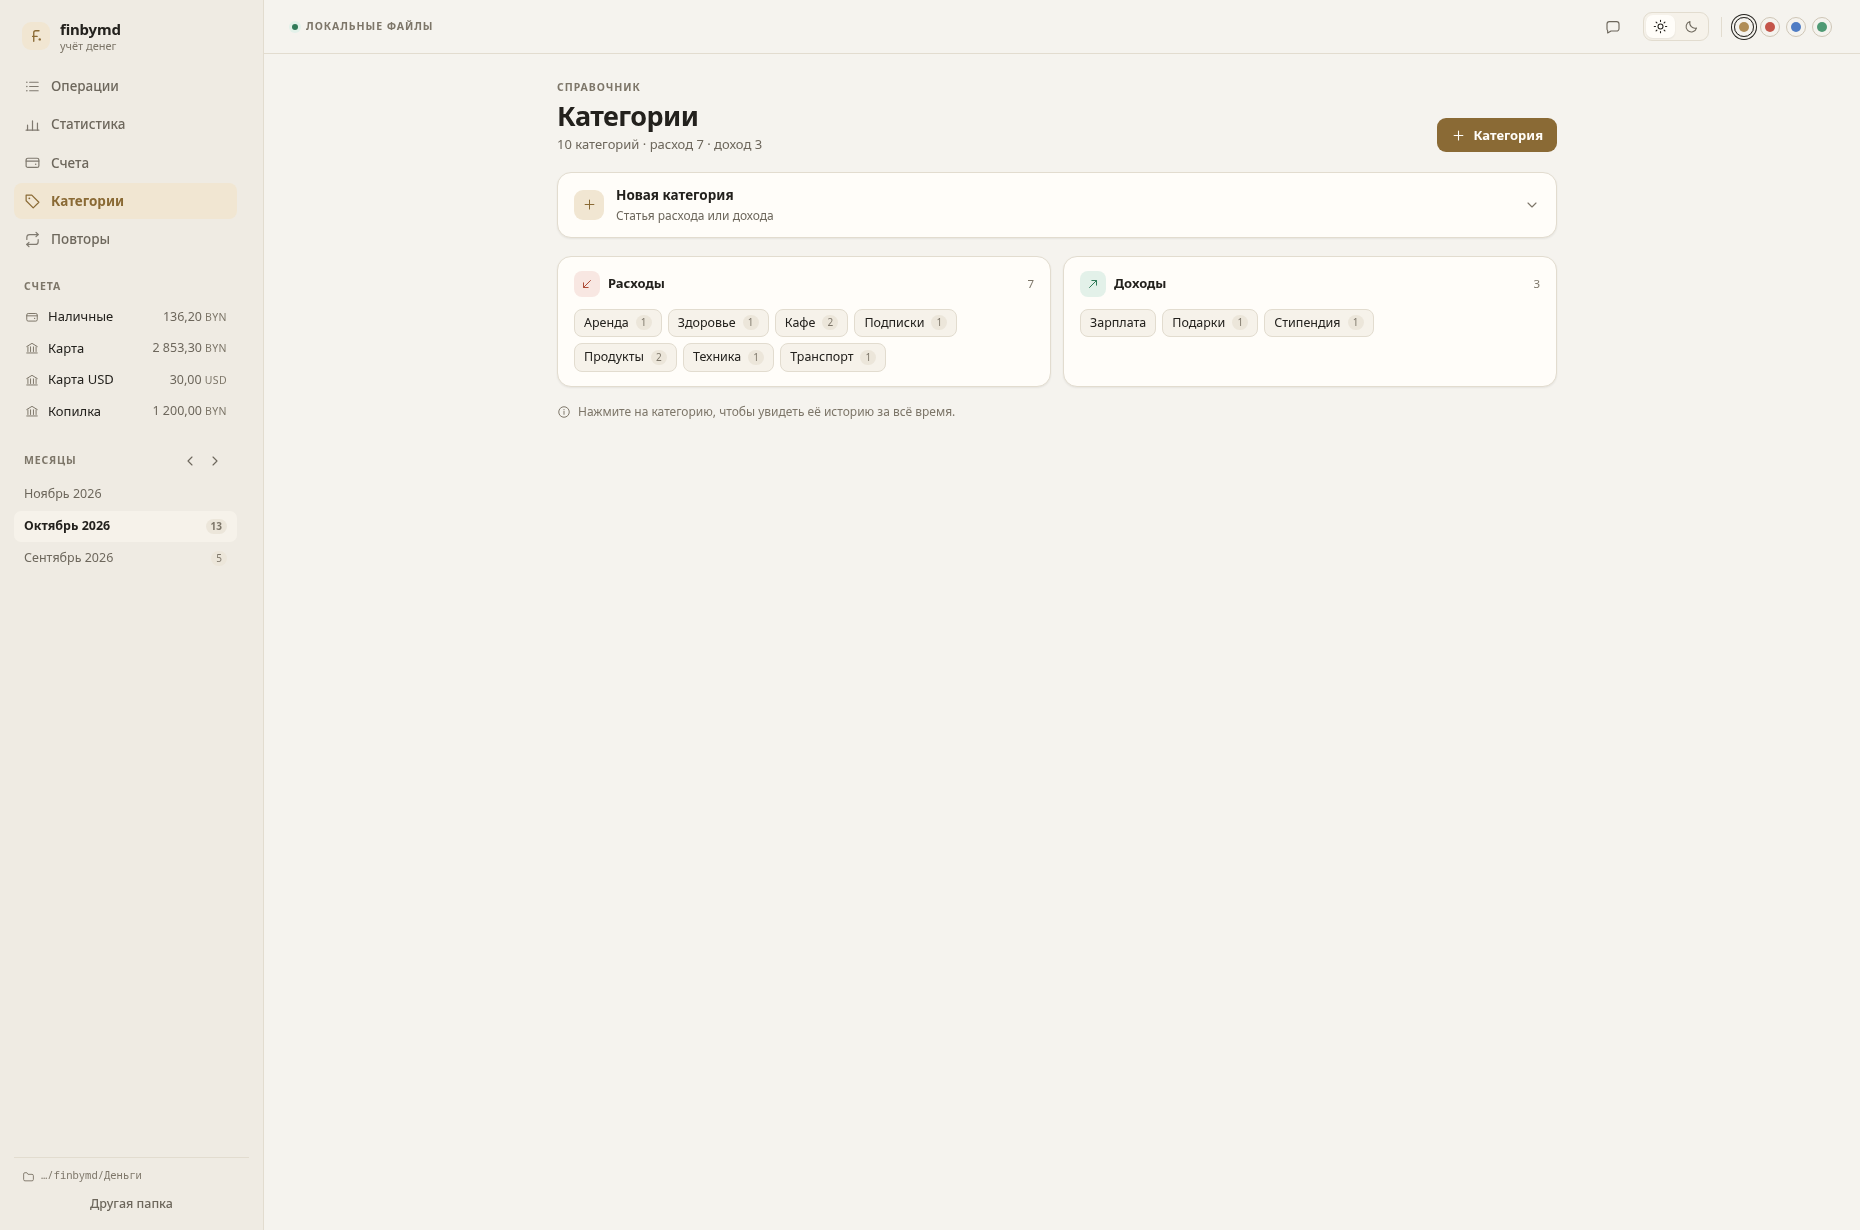 finbymd
учёт денег
Операции
Статистика
Счета
Категории
Повторы
СЧЕТА
Наличные 136,20 BYN
Карта 2 853,30 BYN
Карта USD 30,00 USD
Копилка 1 200,00 BYN
МЕСЯЦЫ
Ноябрь 2026
Октябрь 2026 13
Сентябрь 2026 5
…/finbymd/Деньги
Другая папка
ЛОКАЛЬНЫЕ ФАЙЛЫ
СПРАВОЧНИК
Категории
10 категорий · расход 7 · доход 3
Категория
Новая категория
Статья расхода или дохода
Расходы 7
Аренда 1 Здоровье 1 Кафе 2 Подписки 1
Продукты 2 Техника 1 Транспорт 1
Доходы 3
Зарплата Подарки 1 Стипендия 1
Нажмите на категорию, чтобы увидеть её историю за всё время.